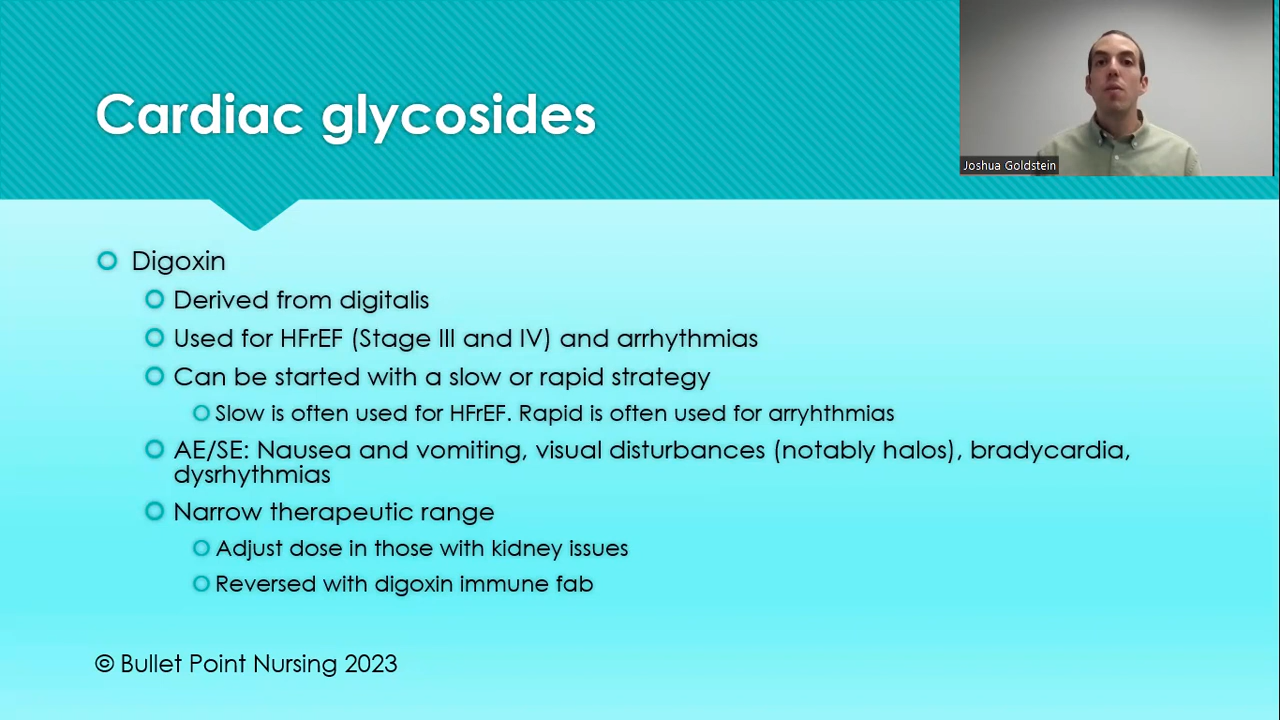 Cardiac glycosides
Joshua Goldstein
Digoxin
Derived from digitalis
Used for HFrEF (Stage III and IV) and arrhythmias
Can be started with a slow or rapid strategy
Slow is often used for HFrEF. Rapid is often used for arryhthmias
AE/SE: Nausea and vomiting, visual disturbances (notably halos), bradycardia,
dysrhythmias
Narrow therapeutic range
Adjust dose in those with kidney issues
Reversed with digoxin immune fab
© Bullet Point Nursing 2023